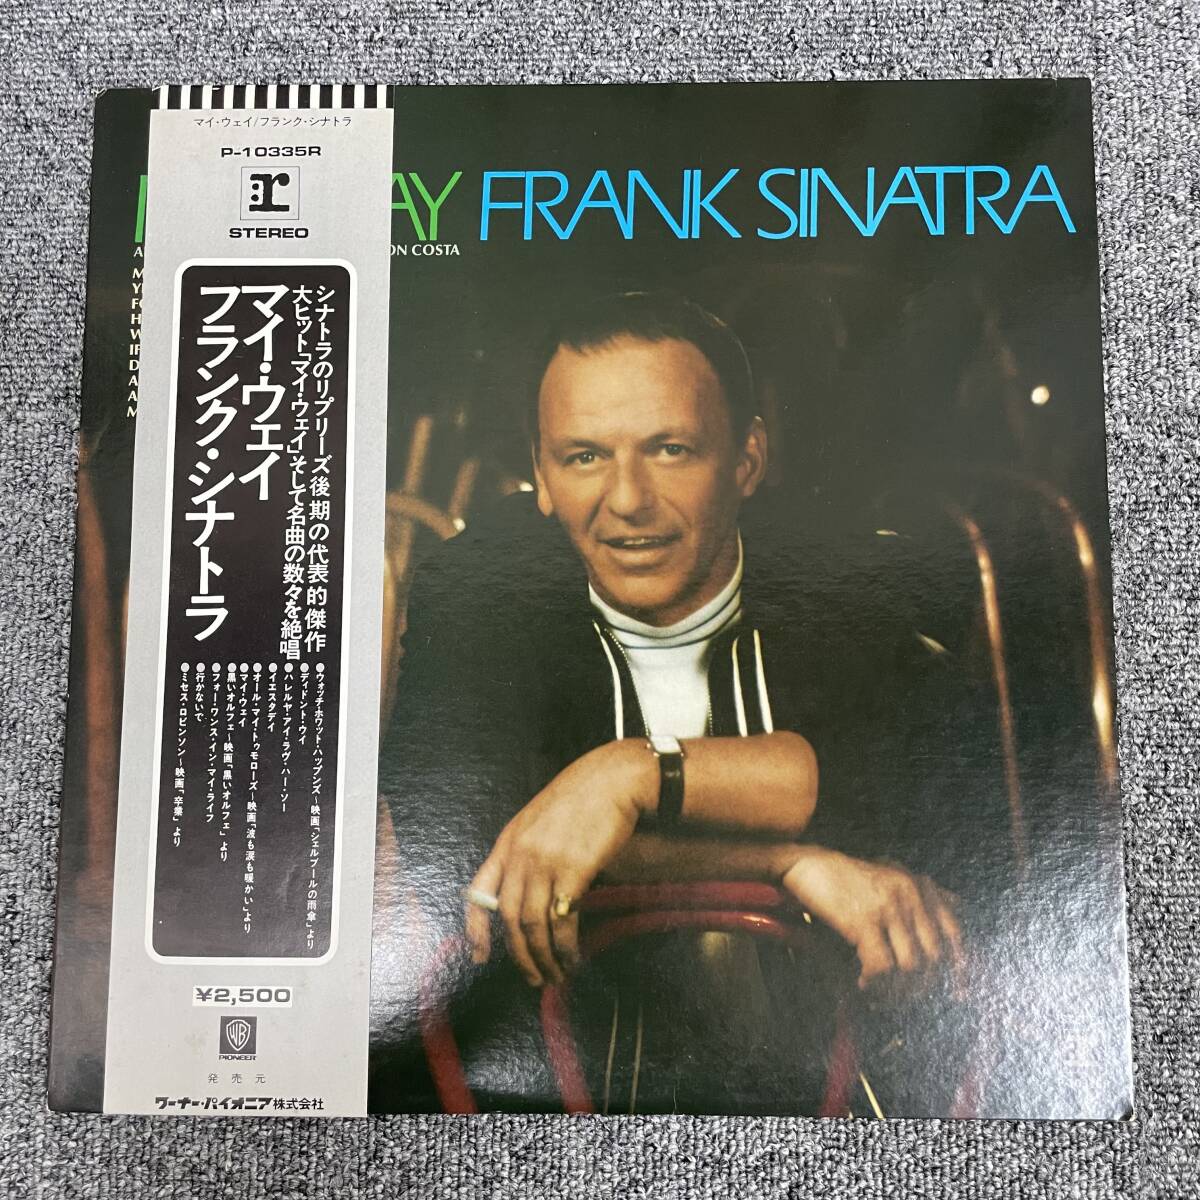 マイ・ウェイ/フランク・シナトラ
P-10335R
r
STEREO
AY FRANK SINATRA
A
ON COSTA
シナトラのリプリーズ後期の代表的傑作
大ヒット「マイ・ウェイ」そして名曲の数々を絶唱
マイ・ウェイ
フランク・シナトラ
●ウォッチ・ホワット・ハップンズ〜映画「シェルブールの雨傘」より
●ディドント・ウイ
●ハレルヤ・アイ・ラヴ・ハー・ソー
●イエスタデイ
●オール・マイ・トゥモローズ〜映画「波も涙も暖かい」より
●マイ・ウェイ
●黒いオルフェ〜映画「黒いオルフェ」より
●フォー・ワンス・イン・マイ・ライフ
●行かないで
●ミセス・ロビンソン〜映画「卒業」より
¥2,500
WB
PIONEER
発売元
ワーナー・パイオニア株式会社